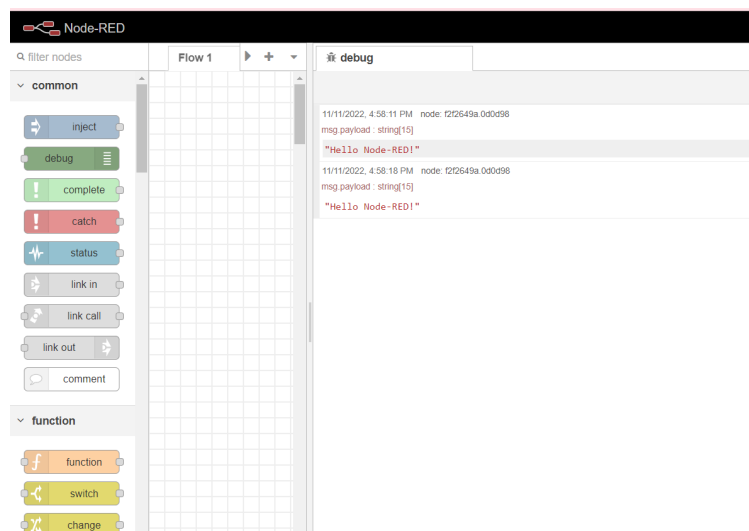 Node-RED
filter nodes
Flow 1
debug
common
inject
debug
complete
catch
status
link in
link call
link out
comment
function
function
switch
change
11/11/2022, 4:58:11 PM node: f2f2649a.0d0d98
msg.payload : string[15]
"Hello Node-RED!"
11/11/2022, 4:58:18 PM node: f2f2649a.0d0d98
msg.payload : string[15]
"Hello Node-RED!"